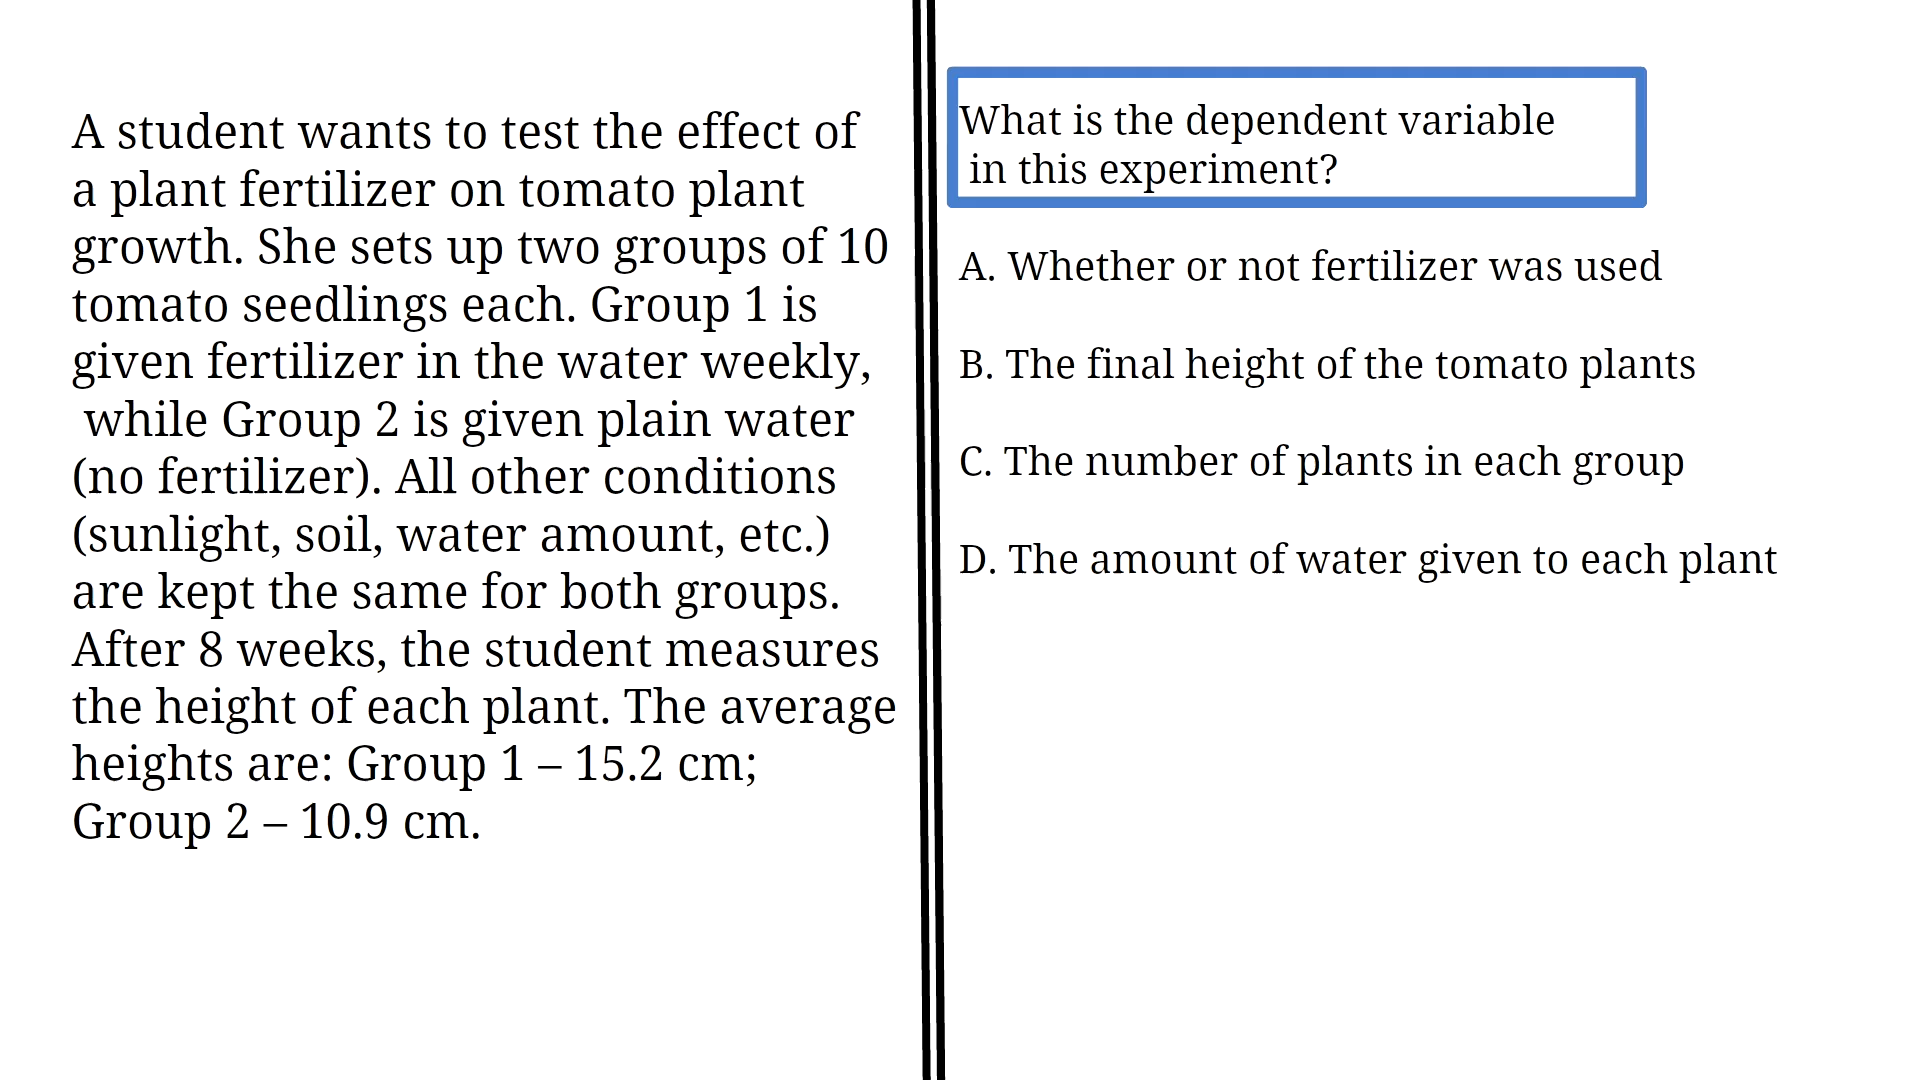 A student wants to test the effect of
a plant fertilizer on tomato plant
growth. She sets up two groups of 10
tomato seedlings each. Group 1 is
given fertilizer in the water weekly,
while Group 2 is given plain water
(no fertilizer). All other conditions
(sunlight, soil, water amount, etc.)
are kept the same for both groups.
After 8 weeks, the student measures
the height of each plant. The average
heights are: Group 1 – 15.2 cm;
Group 2 – 10.9 cm.
What is the dependent variable
in this experiment?
A. Whether or not fertilizer was used
B. The final height of the tomato plants
C. The number of plants in each group
D. The amount of water given to each plant